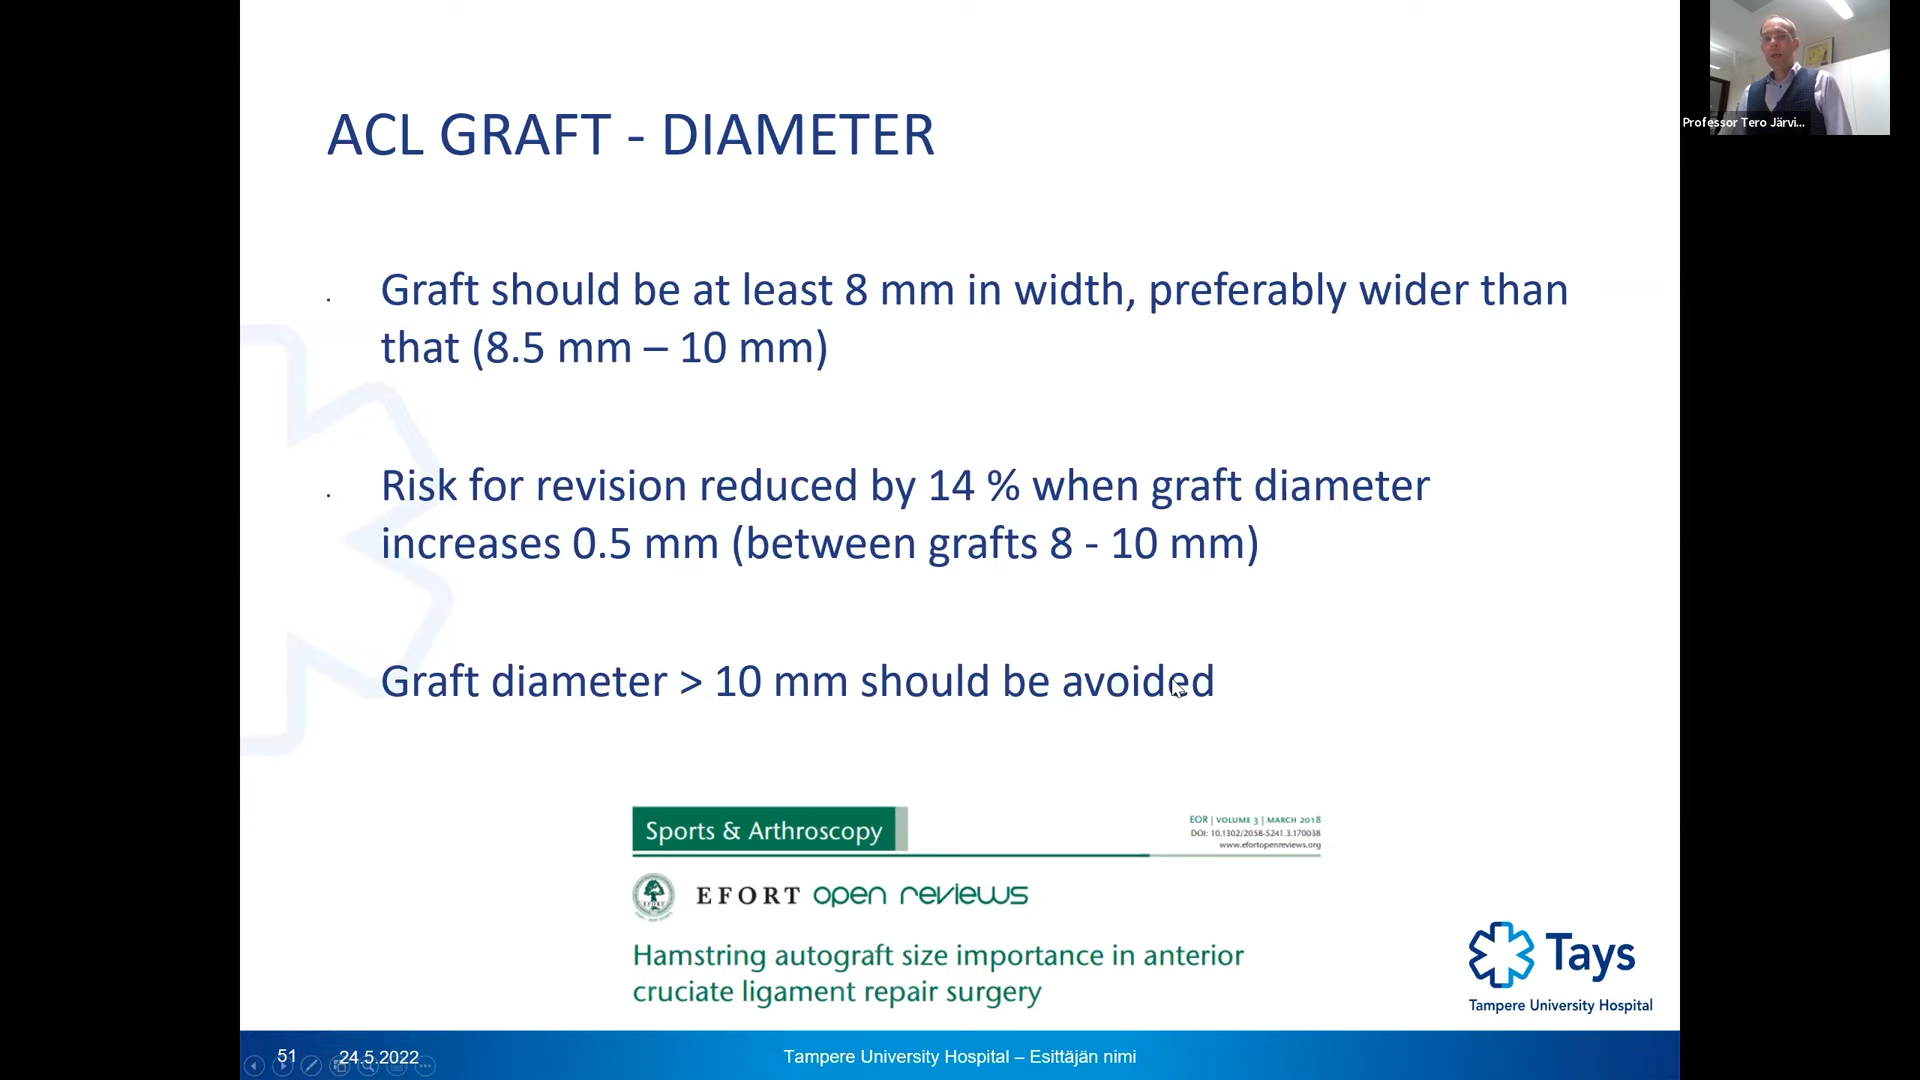 Professor Tero Järvi...
ACL GRAFT - DIAMETER
· Graft should be at least 8 mm in width, preferably wider than
that (8.5 mm – 10 mm)
· Risk for revision reduced by 14 % when graft diameter
increases 0.5 mm (between grafts 8 - 10 mm)
Graft diameter > 10 mm should be avoided
Sports & Arthroscopy
EOR | VOLUME 3 | MARCH 2018
DOI: 10.1302/2058-5241.3.170038
www.efortopenreviews.org
EFORT open reviews
Hamstring autograft size importance in anterior
cruciate ligament repair surgery
Tays
Tampere University Hospital
51 24.5.2022 Tampere University Hospital – Esittäjän nimi